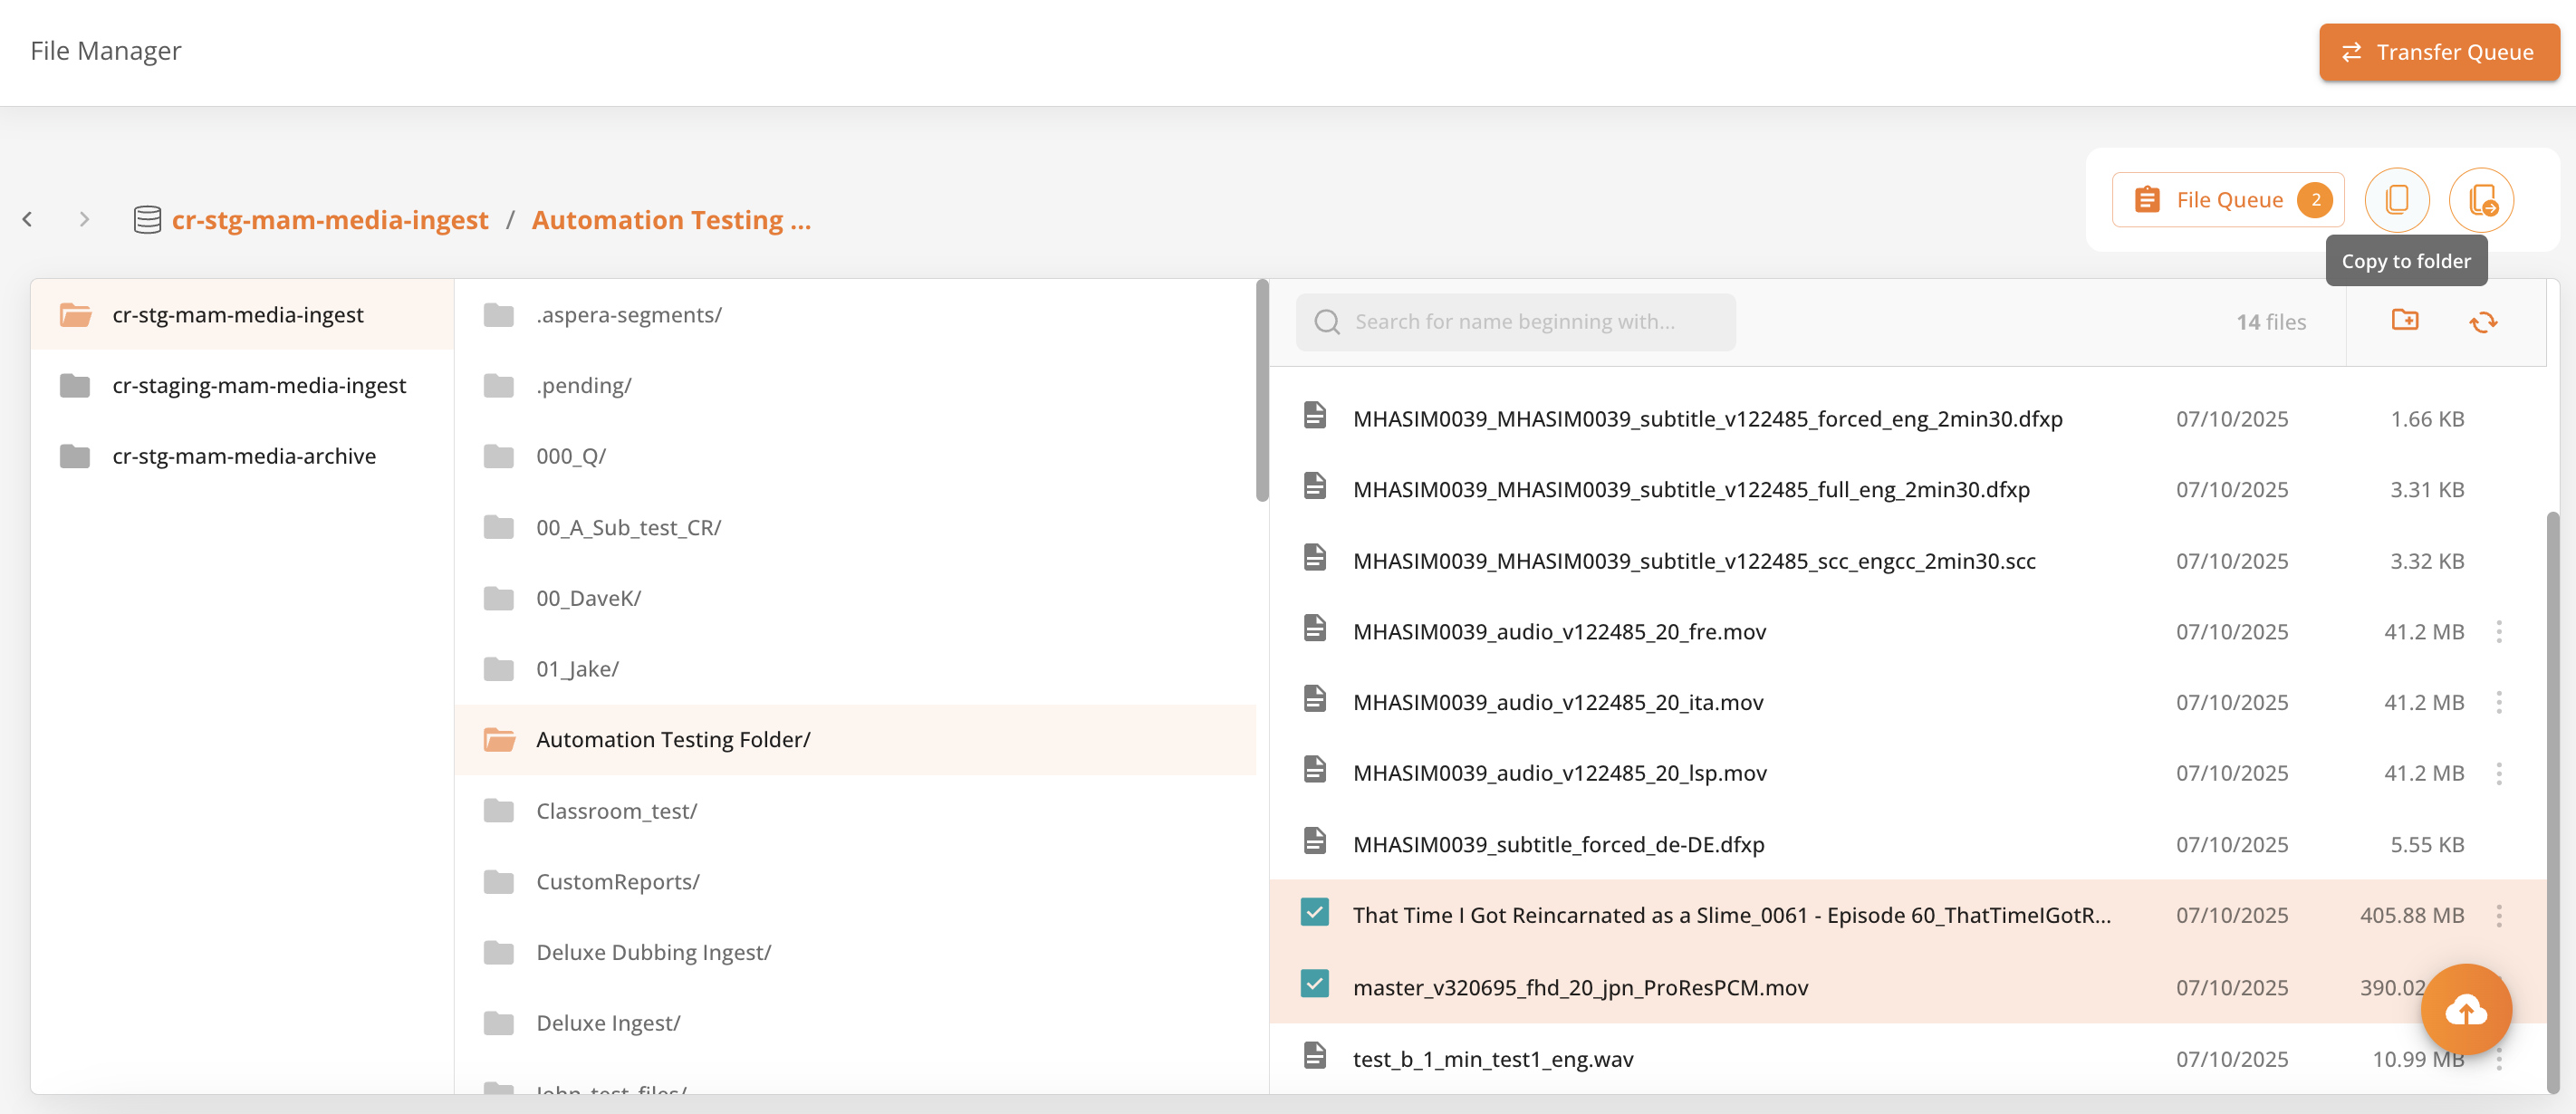 File Manager
Transfer Queue
cr-stg-mam-media-ingest / Automation Testing ...
File Queue 2
Copy to folder
cr-stg-mam-media-ingest
cr-staging-mam-media-ingest
cr-stg-mam-media-archive
.aspera-segments/
.pending/
000_Q/
00_A_Sub_test_CR/
00_DaveK/
01_Jake/
Automation Testing Folder/
Classroom_test/
CustomReports/
Deluxe Dubbing Ingest/
Deluxe Ingest/
John_test_files/
Search for name beginning with...
14 files
MHASIM0039_MHASIM0039_subtitle_v122485_forced_eng_2min30.dfxp 07/10/2025 1.66 KB
MHASIM0039_MHASIM0039_subtitle_v122485_full_eng_2min30.dfxp 07/10/2025 3.31 KB
MHASIM0039_MHASIM0039_subtitle_v122485_scc_engcc_2min30.scc 07/10/2025 3.32 KB
MHASIM0039_audio_v122485_20_fre.mov 07/10/2025 41.2 MB
MHASIM0039_audio_v122485_20_ita.mov 07/10/2025 41.2 MB
MHASIM0039_audio_v122485_20_lsp.mov 07/10/2025 41.2 MB
MHASIM0039_subtitle_forced_de-DE.dfxp 07/10/2025 5.55 KB
That Time I Got Reincarnated as a Slime_0061 - Episode 60_ThatTimeIGotR... 07/10/2025 405.88 MB
master_v320695_fhd_20_jpn_ProResPCM.mov 07/10/2025 390.02
test_b_1_min_test1_eng.wav 07/10/2025 10.99 MB